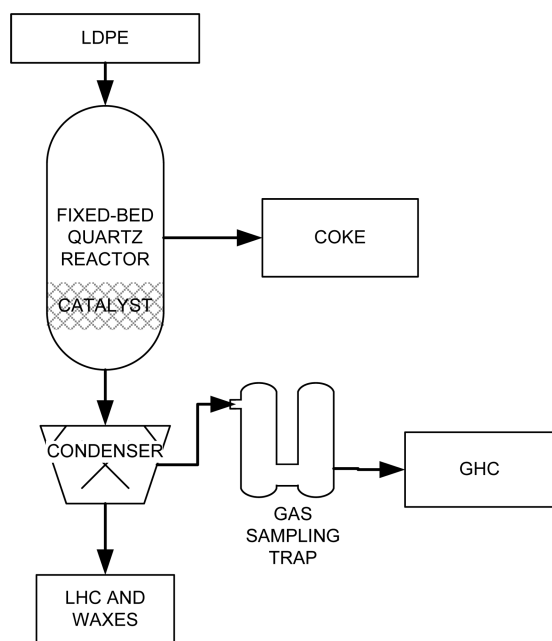 LDPE
FIXED-BED
QUARTZ
REACTOR
CATALYST
COKE
CONDENSER
GAS
SAMPLING
TRAP
GHC
LHC AND
WAXES